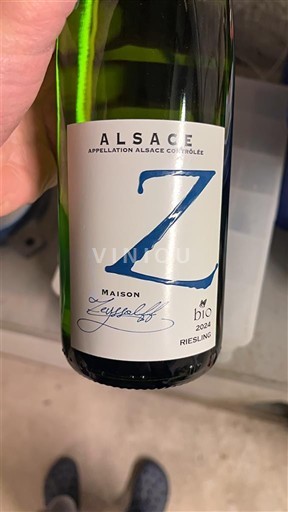 ALSACE
APPELLATION ALSACE CONTRÔLÉE
Z
VINIOU
MAISON
Zeyssolff
bio
2024
RIESLING